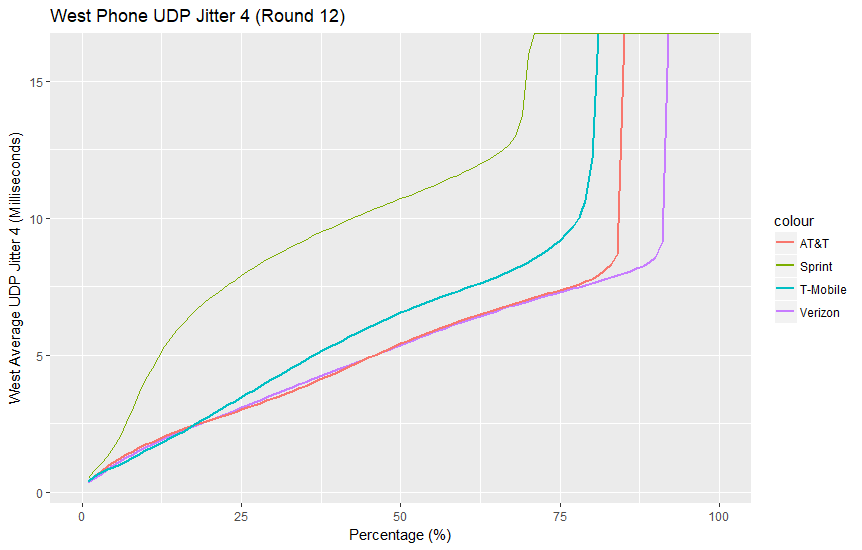 West Phone UDP Jitter 4 (Round 12)
West Average UDP Jitter 4 (Milliseconds)
15
10
5
0
0
25
50
75
100
Percentage (%)
colour
AT&T
Sprint
T-Mobile
Verizon